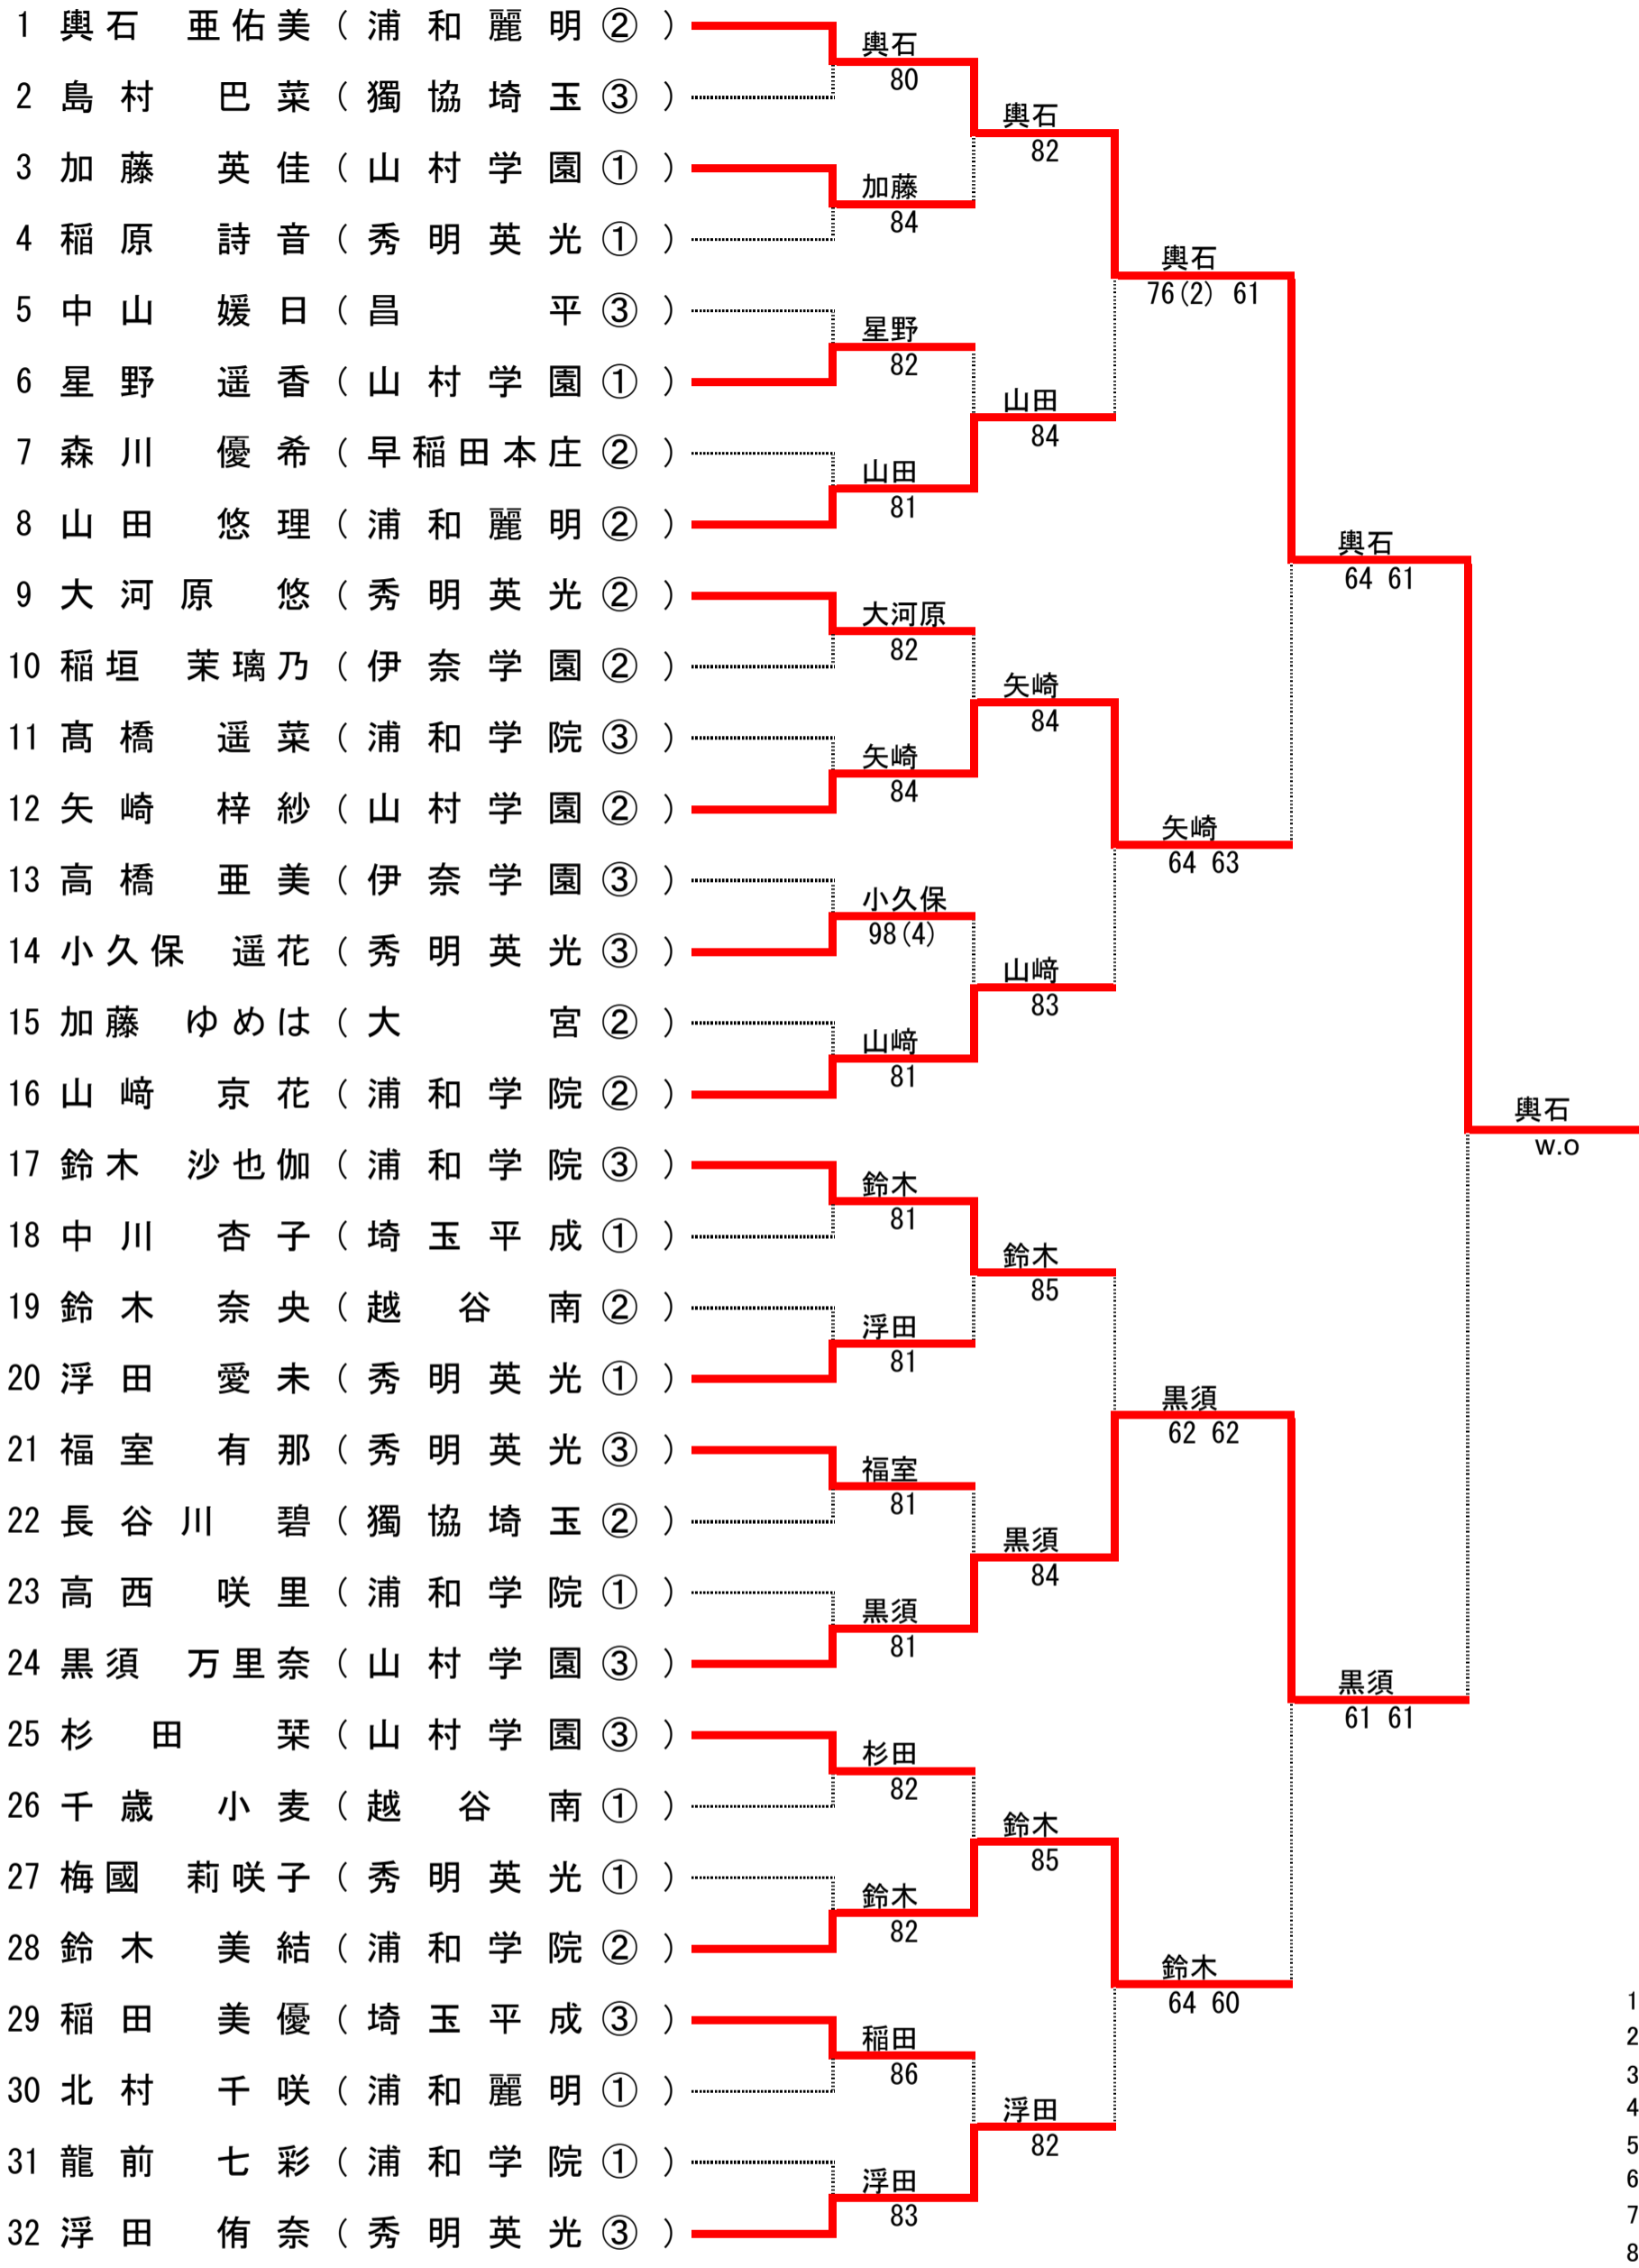 1 輿石 亜佑美 ( 浦和麗明 ② )
輿石
80
2 島村 巴菜 ( 獨協埼玉 ③ )
輿石
82
3 加藤 英佳 ( 山村学園 ① )
加藤
84
4 稲原 詩音 ( 秀明英光 ① )
輿石
76(2) 61
5 中山 媛日 ( 昌平 ③ )
星野
82
6 星野 遥香 ( 山村学園 ① )
山田
84
7 森川 優希 ( 早稲田本庄 ② )
山田
81
8 山田 悠理 ( 浦和麗明 ② )
輿石
64 61
9 大河原 悠 ( 秀明英光 ② )
大河原
82
10 稲垣 茉璃乃 ( 伊奈学園 ② )
矢崎
84
11 髙橋 遥菜 ( 浦和学院 ③ )
矢崎
84
12 矢崎 梓紗 ( 山村学園 ② )
矢崎
64 63
13 高橋 亜美 ( 伊奈学園 ③ )
小久保
98(4)
14 小久保 遥花 ( 秀明英光 ③ )
山﨑
83
15 加藤 ゆめは ( 大宮 ② )
山﨑
81
16 山﨑 京花 ( 浦和学院 ② )
輿石
w.o
17 鈴木 沙也伽 ( 浦和学院 ③ )
鈴木
81
18 中川 杏子 ( 埼玉平成 ① )
鈴木
85
19 鈴木 奈央 ( 越谷南 ② )
浮田
81
20 浮田 愛未 ( 秀明英光 ① )
黒須
62 62
21 福室 有那 ( 秀明英光 ③ )
福室
81
22 長谷川 碧 ( 獨協埼玉 ② )
黒須
84
23 高西 咲里 ( 浦和学院 ① )
黒須
81
24 黒須 万里奈 ( 山村学園 ③ )
黒須
61 61
25 杉田 栞 ( 山村学園 ③ )
杉田
82
26 千歳 小麦 ( 越谷南 ① )
鈴木
85
27 梅國 莉咲子 ( 秀明英光 ① )
鈴木
82
28 鈴木 美結 ( 浦和学院 ② )
鈴木
64 60
29 稲田 美優 ( 埼玉平成 ③ )
稲田
86
30 北村 千咲 ( 浦和麗明 ① )
浮田
82
31 龍前 七彩 ( 浦和学院 ① )
浮田
83
32 浮田 侑奈 ( 秀明英光 ③ )
1
2
3
4
5
6
7
8